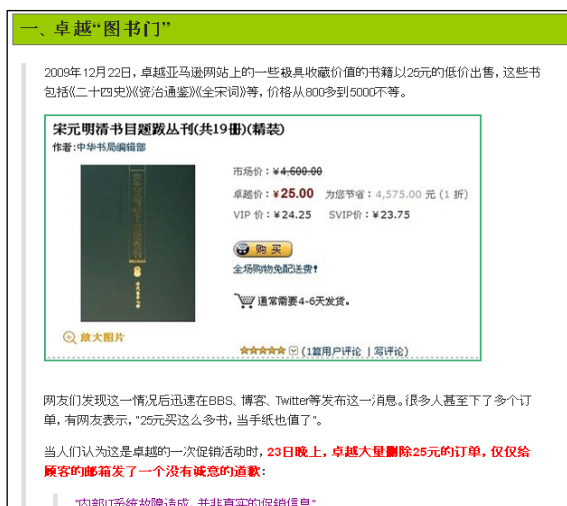 一、卓越“图书门”
2009年12月22日，卓越亚马逊网站上的一些极具收藏价值的书籍以25元的低价出售，这些书
包括《二十四史》《资治通鉴》《全宋词》等，价格从800多到5000不等。
宋元明清书目题跋丛刊(共19册)(精装)
作者:中华书局编辑部
市场价：￥4,600.00
卓越价：￥25.00 为您节省：4,575.00 元 (1 折)
VIP 价：￥24.25 SVIP价：￥23.75
购 买
全场购物免配送费!
通常需要4-6天发货。
放大图片
(1篇用户评论 | 写评论)
网友们发现这一情况后迅速在BBS、博客、Twitter等发布这一消息。很多人甚至下了多个订
单，有网友表示，"25元买这么多书，当手纸也值了"。
当人们认为这是卓越的一次促销活动时，23日晚上，卓越大量删除25元的订单，仅仅给
顾客的邮箱发了一个没有诚意的道歉：
"内部IT系统故障造成，并非真实的促销信息"